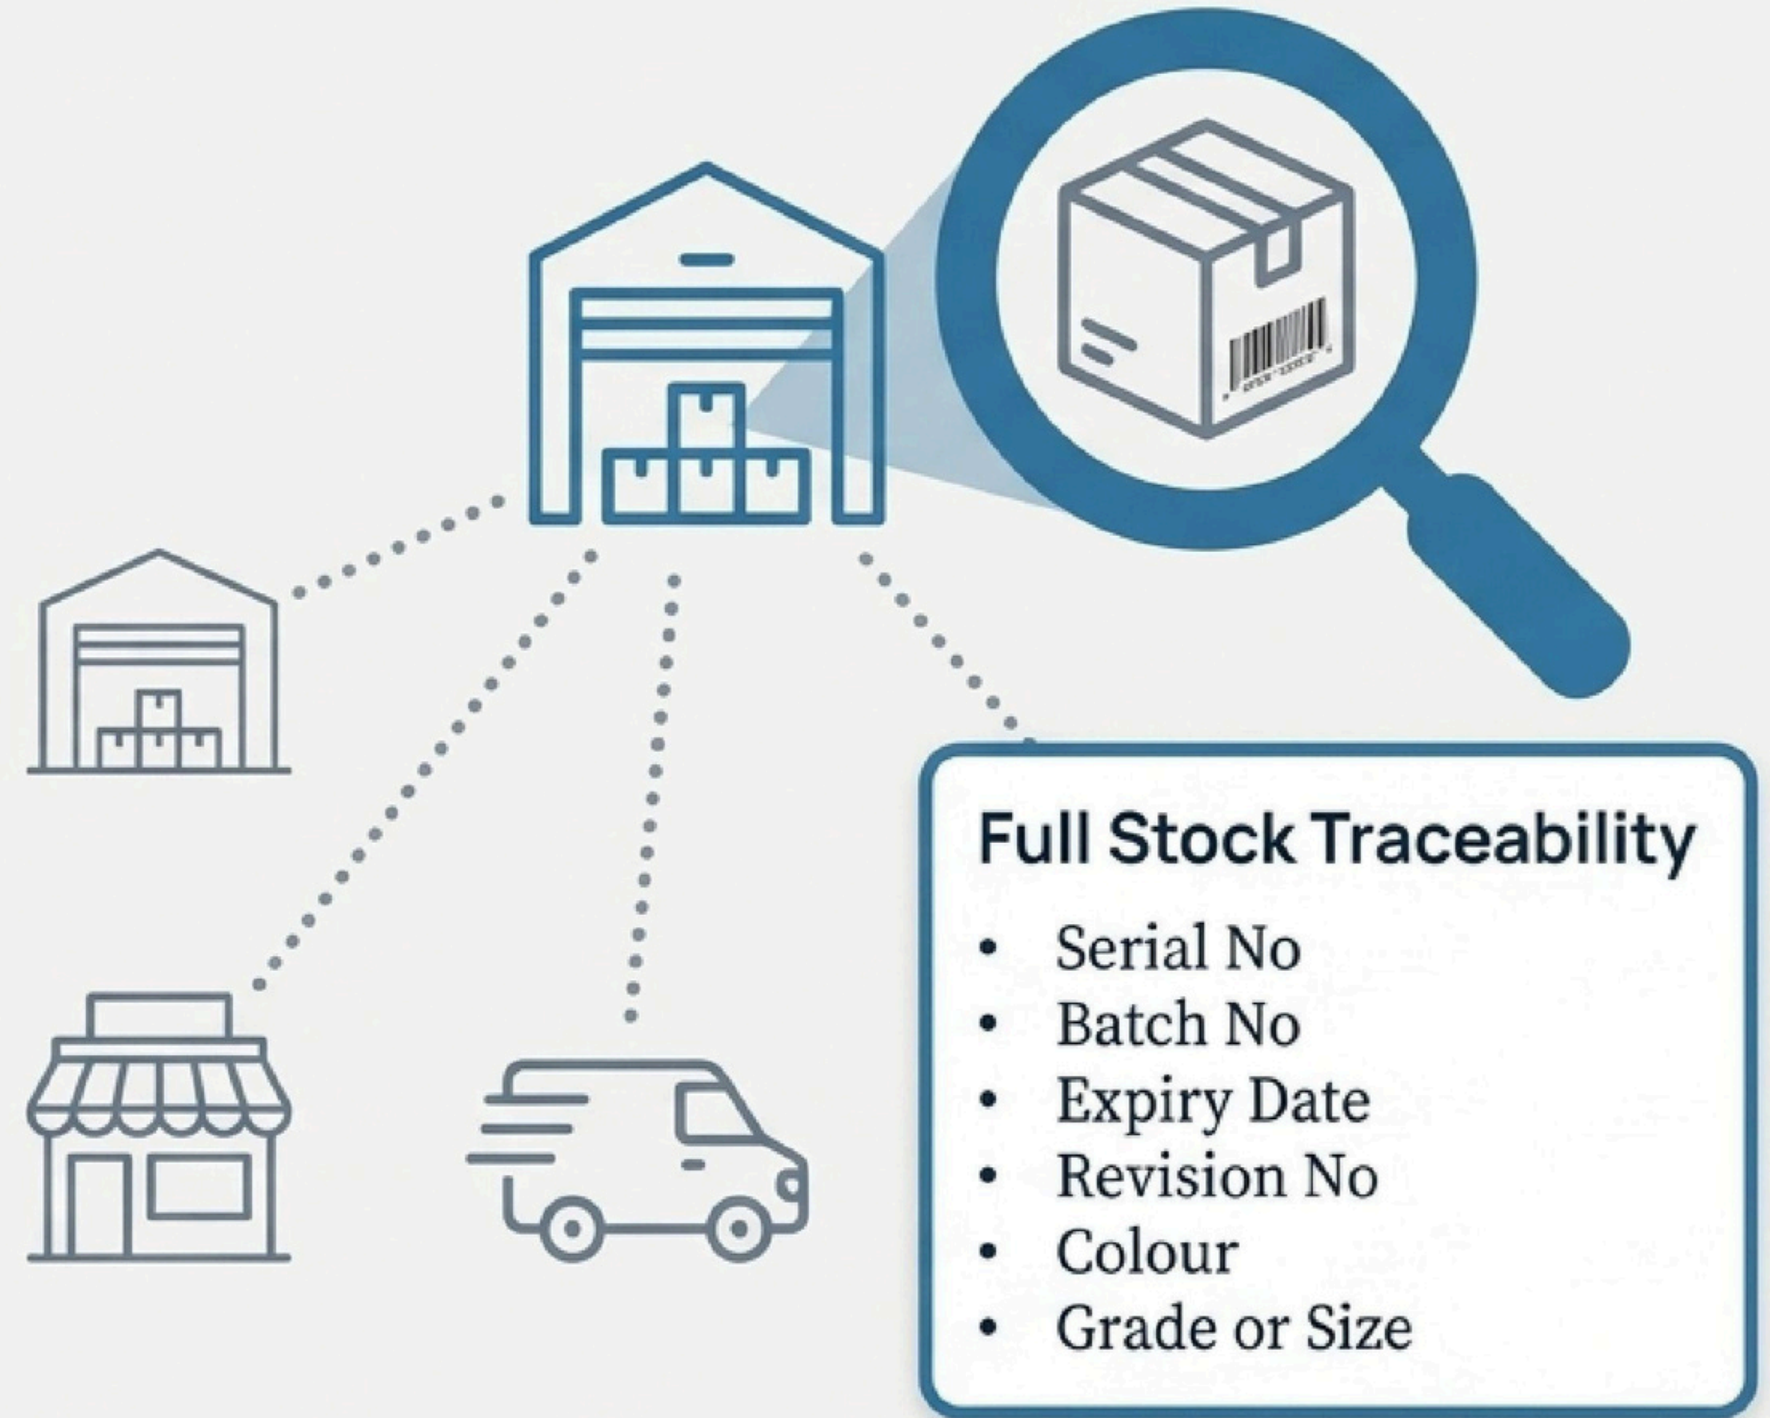 Full Stock Traceability
• Serial No
• Batch No
• Expiry Date
• Revision No
• Colour
• Grade or Size